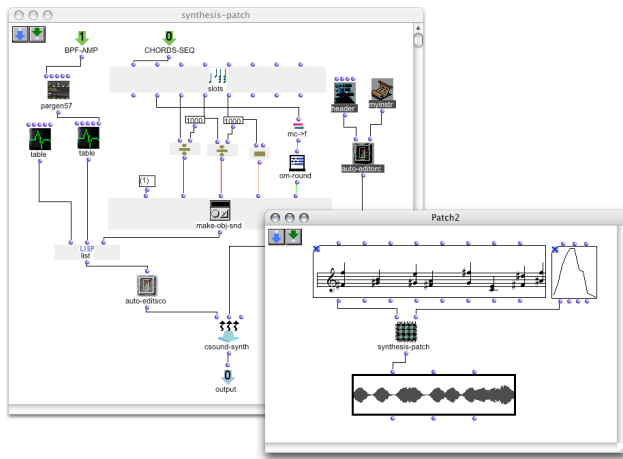 synthesis-patch
1
0
BPF-AMP
CHORDS-SEQ
slots
pargen57
header
myinstr
1000
1000
mc->f
table
table
auto-editorc
om-round
(1)
make-obj-snd
LISP
list
auto-editsco
csound-synth
0
output
Patch2
synthesis-patch